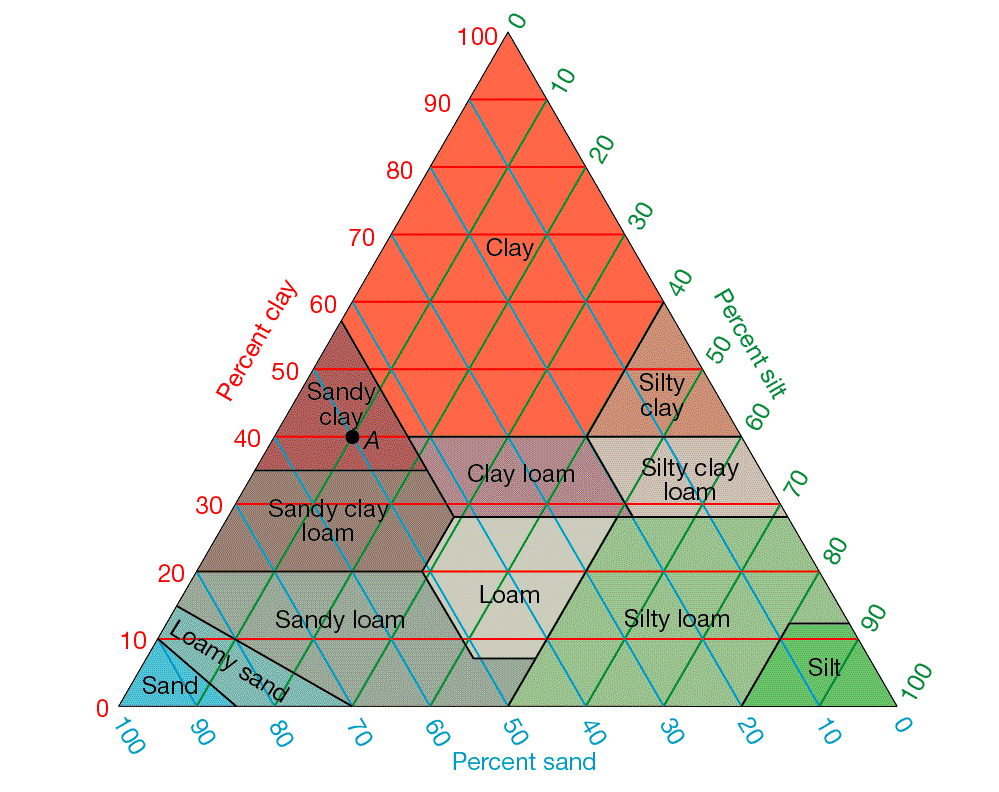 100
0
90
10
80
20
70
30
Clay
60
40
Percent clay
Percent silt
50
50
Sandy
clay
Silty
clay
40
A
60
Clay loam
Silty clay
loam
30
70
Sandy clay
loam
20
80
Loam
Sandy loam
Silty loam
10
90
Loamy sand
Sand
Silt
0
100
100
90
80
70
60
50
40
30
20
10
0
Percent sand